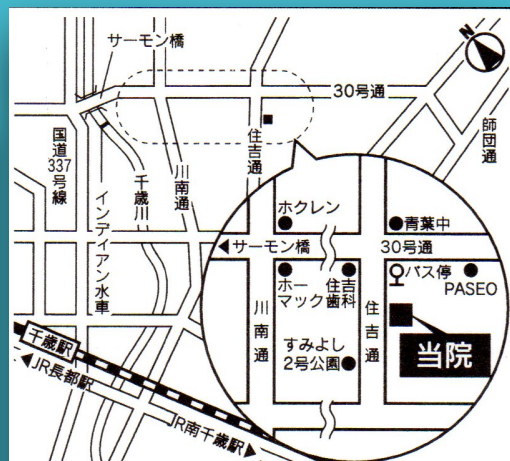 サーモン橋
N
30号通
国道337号線
インディアン水車
千歳川
川南通
住吉通
師団通
ホクレン
青葉中
サーモン橋
30号通
ホーマック
住吉歯科
バス停
PASEO
川南通
住吉通
すみよし
2号公園
当院
千歳駅
JR長都駅
JR南千歳駅